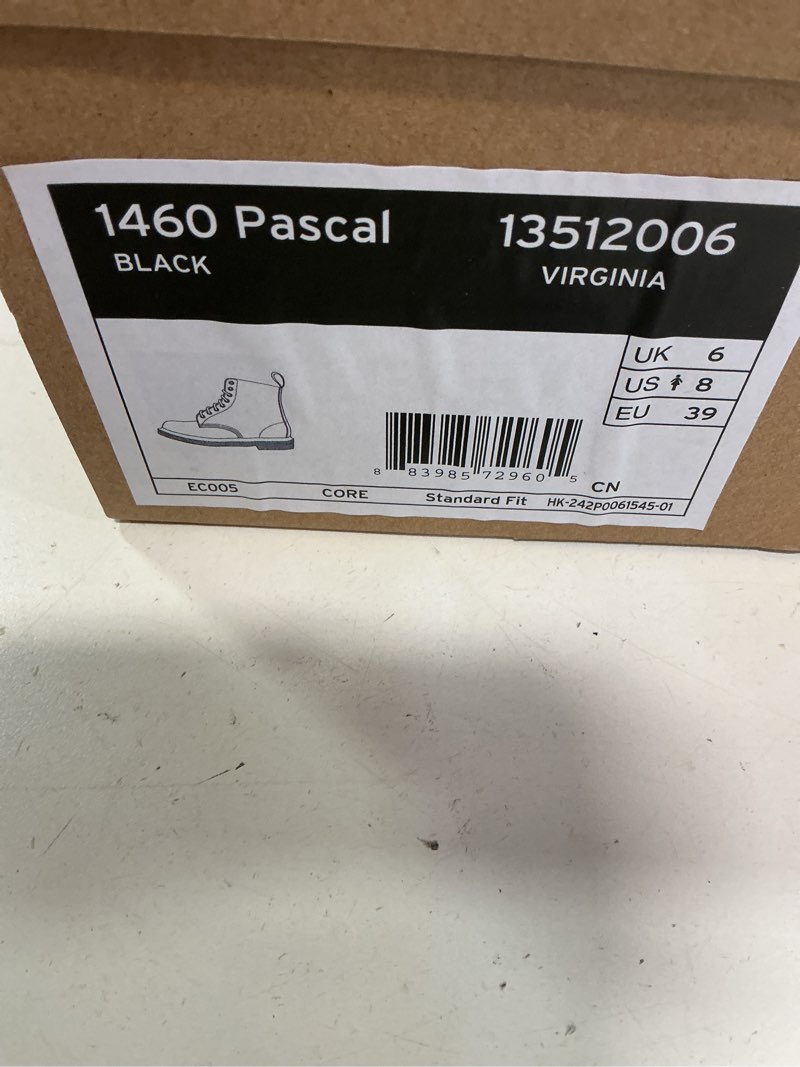 1460 Pascal 13512006
BLACK VIRGINIA
UK 6
US 8
EU 39
8 83985 72960 5
CN
EC005 CORE Standard Fit HK-242P0061545-01